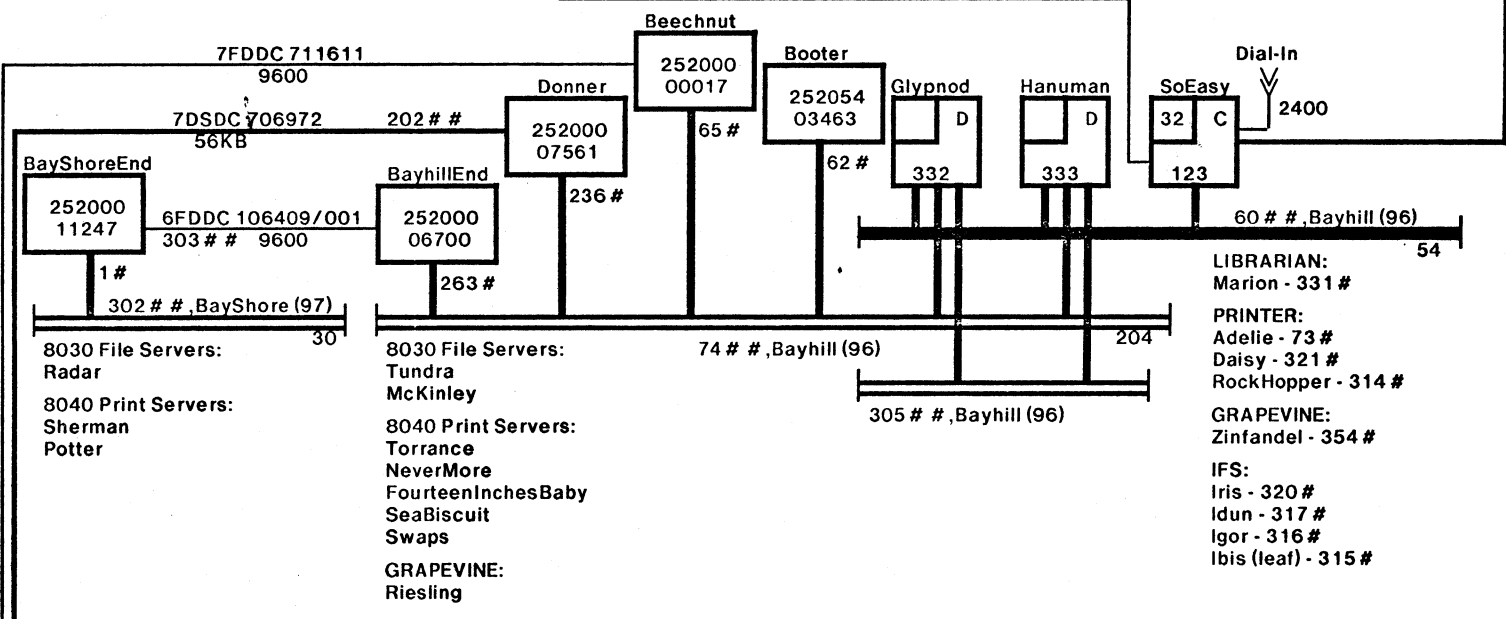 Beechnut
7FDDC 711611
9600
252000
00017
65#
Booter
252054
03463
62#
Donner
7DSDC 706972
202# #
56KB
252000
07561
236#
Glypnod
D
332
Hanuman
D
333
SoEasy
32
C
123
Dial-In
2400
BayShoreEnd
252000
11247
1#
6FDDC 106409/001
303# # 9600
BayhillEnd
252000
06700
263#
60# #,Bayhill (96)
54
302# #,BayShore (97)
30
74# #,Bayhill (96)
204
305# #,Bayhill (96)
8030 File Servers:
Radar
8040 Print Servers:
Sherman
Potter
8030 File Servers:
Tundra
McKinley
8040 Print Servers:
Torrance
NeverMore
FourteenInchesBaby
SeaBiscuit
Swaps
GRAPEVINE:
Riesling
LIBRARIAN:
Marion - 331#
PRINTER:
Adelie - 73#
Daisy - 321#
RockHopper - 314#
GRAPEVINE:
Zinfandel - 354#
IFS:
Iris - 320#
Idun - 317#
Igor - 316#
Ibis (leaf) - 315#